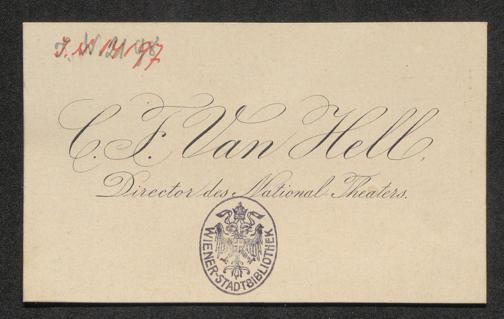 C. F. Van Hell,
Director des National Theaters.
WIENER-STADTBIBLIOTHEK